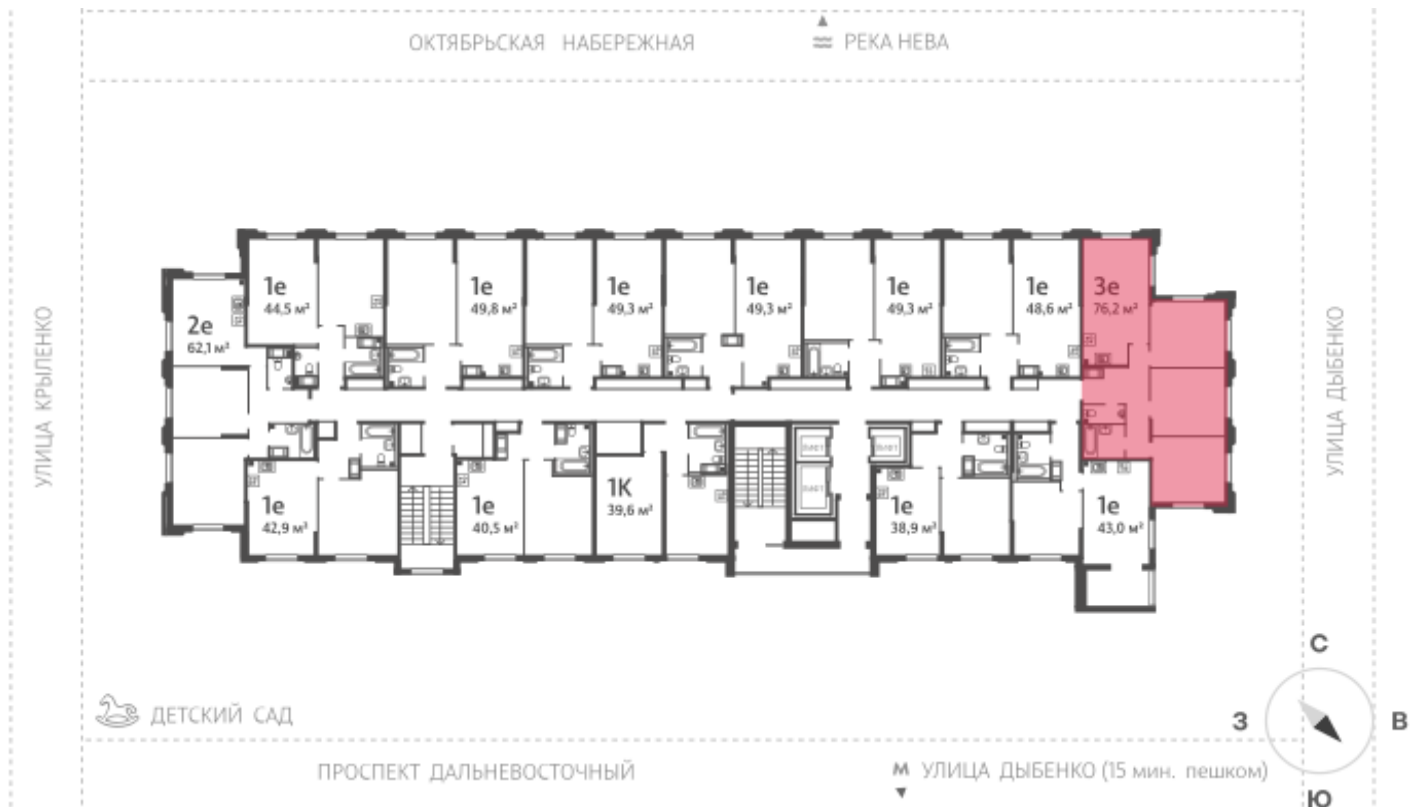 ОКТЯБРЬСКАЯ НАБЕРЕЖНАЯ
РЕКА НЕВА
УЛИЦА КРЫЛЕНКО
УЛИЦА ДЫБЕНКО
2е
62,1 м²
1е
44,5 м²
1е
49,8 м²
1е
49,3 м²
1е
49,3 м²
1е
49,3 м²
1е
48,6 м²
3е
76,2 м²
1е
42,9 м²
1е
40,5 м²
1К
39,6 м²
ЛИФТ
ЛИФТ
ЛИФТ
1е
38,9 м²
1е
43,0 м²
ДЕТСКИЙ САД
С
З
В
Ю
ПРОСПЕКТ ДАЛЬНЕВОСТОЧНЫЙ
М УЛИЦА ДЫБЕНКО (15 мин. пешком)